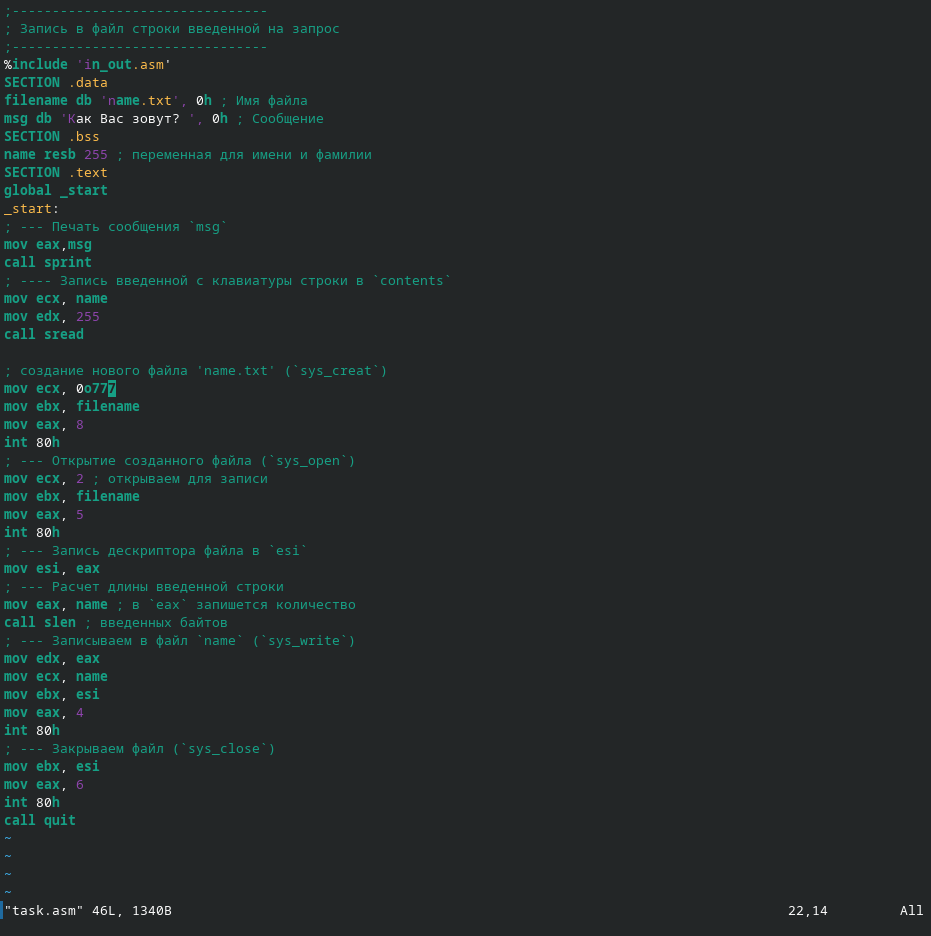 ;--------------------------------
; Запись в файл строки введенной на запрос
;--------------------------------
%include 'in_out.asm'
SECTION .data
filename db 'name.txt', 0h ; Имя файла
msg db 'Как Вас зовут? ', 0h ; Сообщение
SECTION .bss
name resb 255 ; переменная для имени и фамилии
SECTION .text
global _start
_start:
; --- Печать сообщения `msg`
mov eax,msg
call sprint
; ---- Запись введенной с клавиатуры строки в `contents`
mov ecx, name
mov edx, 255
call sread

; создание нового файла 'name.txt' (`sys_creat`)
mov ecx, 0o777
mov ebx, filename
mov eax, 8
int 80h
; --- Открытие созданного файла (`sys_open`)
mov ecx, 2 ; открываем для записи
mov ebx, filename
mov eax, 5
int 80h
; --- Запись дескриптора файла в `esi`
mov esi, eax
; --- Расчет длины введенной строки
mov eax, name ; в `eax` запишется количество
call slen ; введенных байтов
; --- Записываем в файл `name` (`sys_write`)
mov edx, eax
mov ecx, name
mov ebx, esi
mov eax, 4
int 80h
; --- Закрываем файл (`sys_close`)
mov ebx, esi
mov eax, 6
int 80h
call quit
~
~
~
~
"task.asm" 46L, 1340B 22,14 All